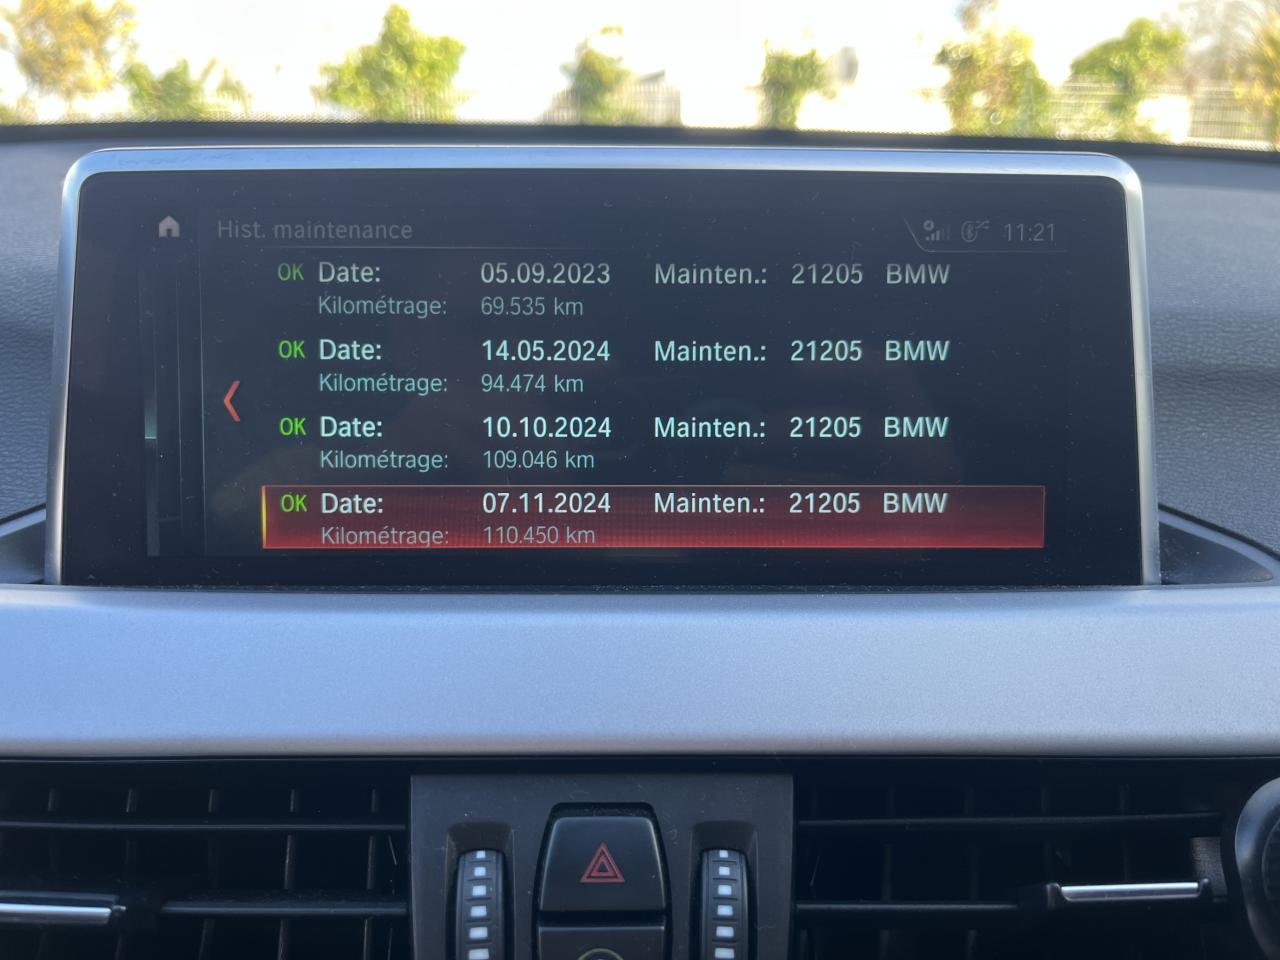 Hist. maintenance 11:21
OK Date: 05.09.2023 Mainten.: 21205 BMW
Kilométrage: 69.535 km
OK Date: 14.05.2024 Mainten.: 21205 BMW
Kilométrage: 94.474 km
OK Date: 10.10.2024 Mainten.: 21205 BMW
Kilométrage: 109.046 km
OK Date: 07.11.2024 Mainten.: 21205 BMW
Kilométrage: 110.450 km